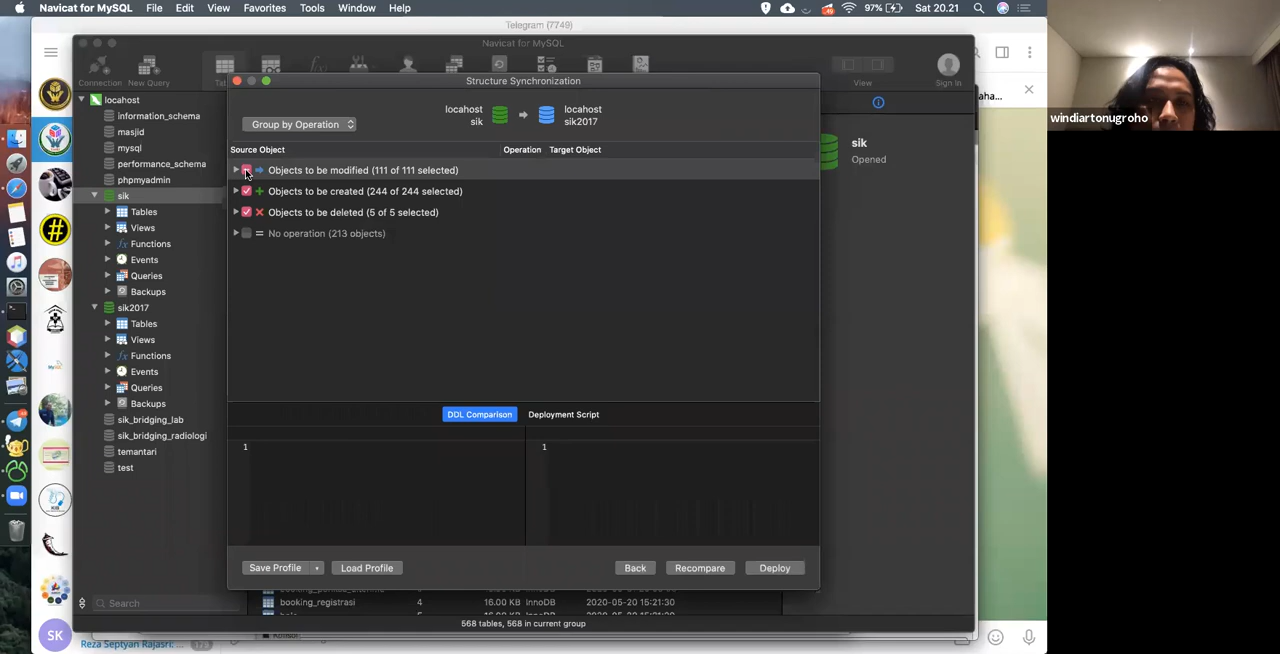 Navicat for MySQL File Edit View Favorites Tools Window Help
97% Sat 20.21
Telegram (7749)
Navicat for MySQL
Connection New Query View Sign In
Structure Synchronization
locahost
sik
locahost
sik2017
Group by Operation
Source Object Operation Target Object
Objects to be modified (111 of 111 selected)
Objects to be created (244 of 244 selected)
Objects to be deleted (5 of 5 selected)
No operation (213 objects)
DDL Comparison Deployment Script
1 1
Save Profile Load Profile Back Recompare Deploy
locahost
information_schema
masjid
mysql
performance_schema
phpmyadmin
sik
Tables
Views
Functions
Events
Queries
Backups
sik2017
Tables
Views
Functions
Events
Queries
Backups
sik_bridging_lab
sik_bridging_radiologi
temantari
test
Search
sik
Opened
booking_registrasi 4 16.00 KB InnoDB 2020-05-20 15:21:30
568 tables, 568 in current group
SK
Reza Septyan Rajasri: ...
windiartonugroho